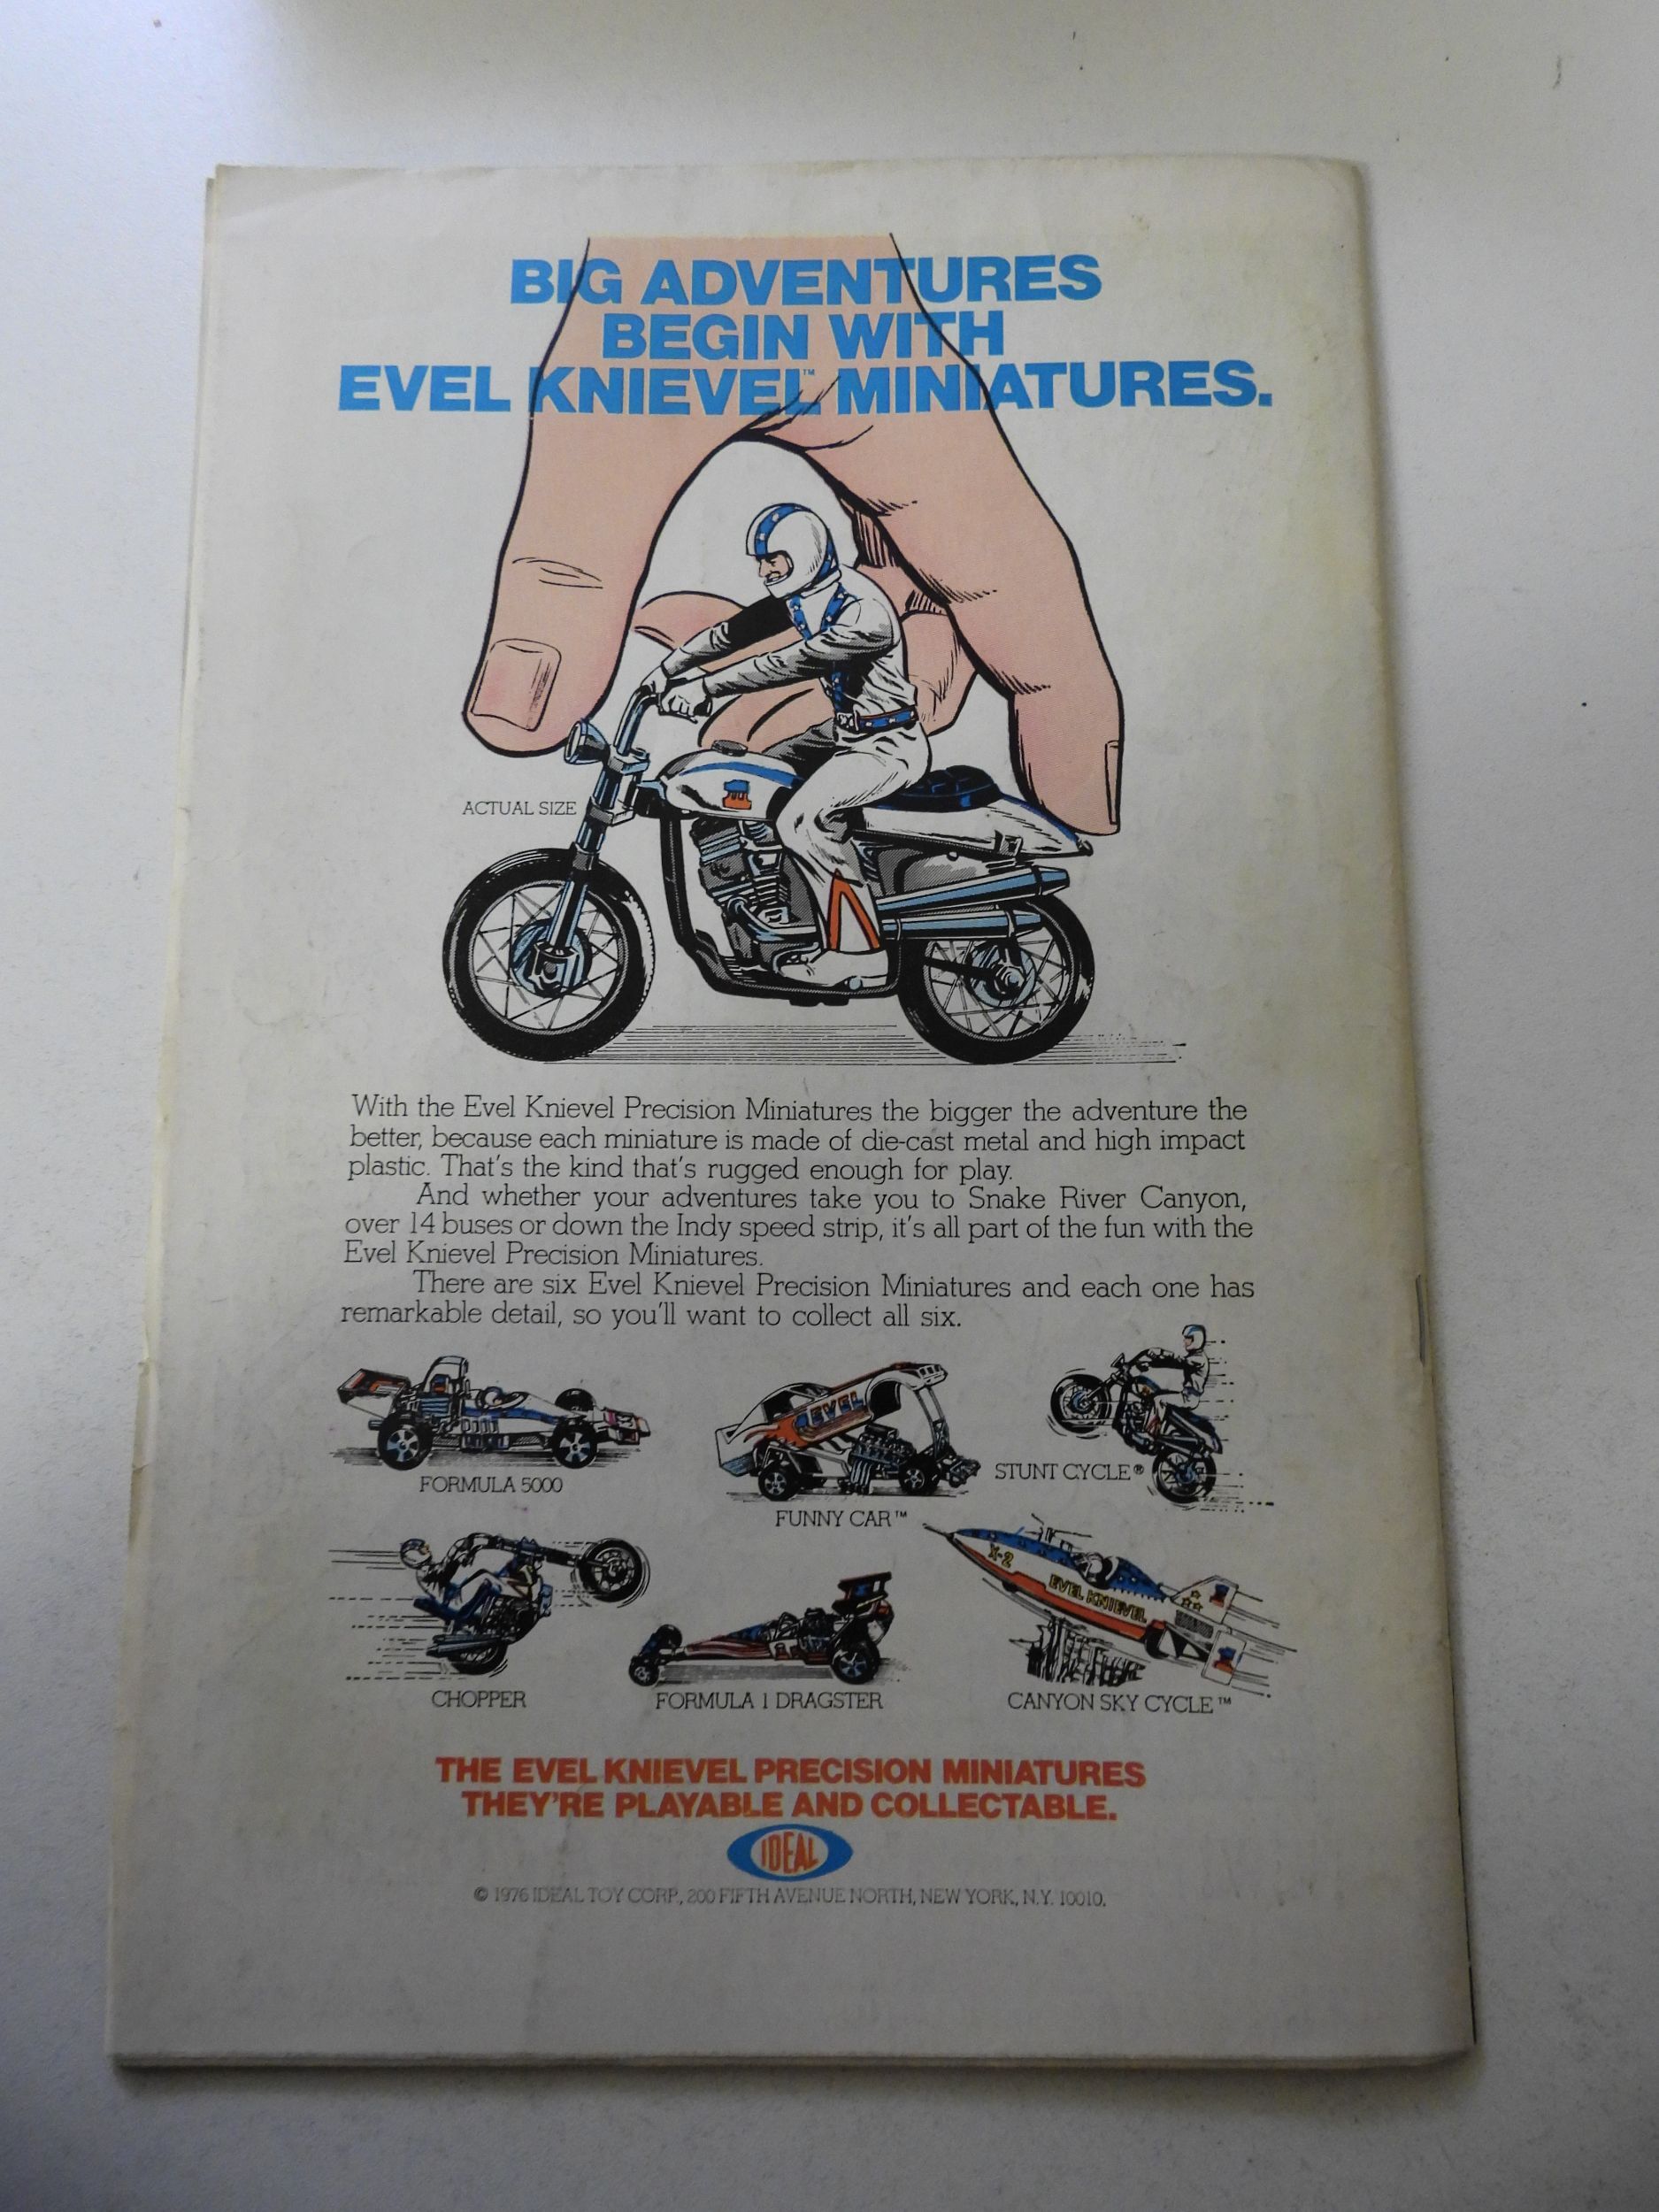 BIG ADVENTURES
BEGIN WITH
EVEL KNIEVEL™ MINIATURES.
ACTUAL SIZE
With the Evel Knievel Precision Miniatures the bigger the adventure the
better, because each miniature is made of die-cast metal and high impact
plastic. That's the kind that's rugged enough for play.
And whether your adventures take you to Snake River Canyon,
over 14 buses or down the Indy speed strip, it's all part of the fun with the
Evel Knievel Precision Miniatures.
There are six Evel Knievel Precision Miniatures and each one has
remarkable detail, so you'll want to collect all six.
FORMULA 5000
EVEL
FUNNY CAR™
STUNT CYCLE®
CHOPPER
FORMULA 1 DRAGSTER
X-2
EVEL KNIEVEL
CANYON SKY CYCLE™
THE EVEL KNIEVEL PRECISION MINIATURES
THEY'RE PLAYABLE AND COLLECTABLE.
IDEAL
© 1976 IDEAL TOY CORP., 200 FIFTH AVENUE NORTH, NEW YORK, N.Y. 10010.